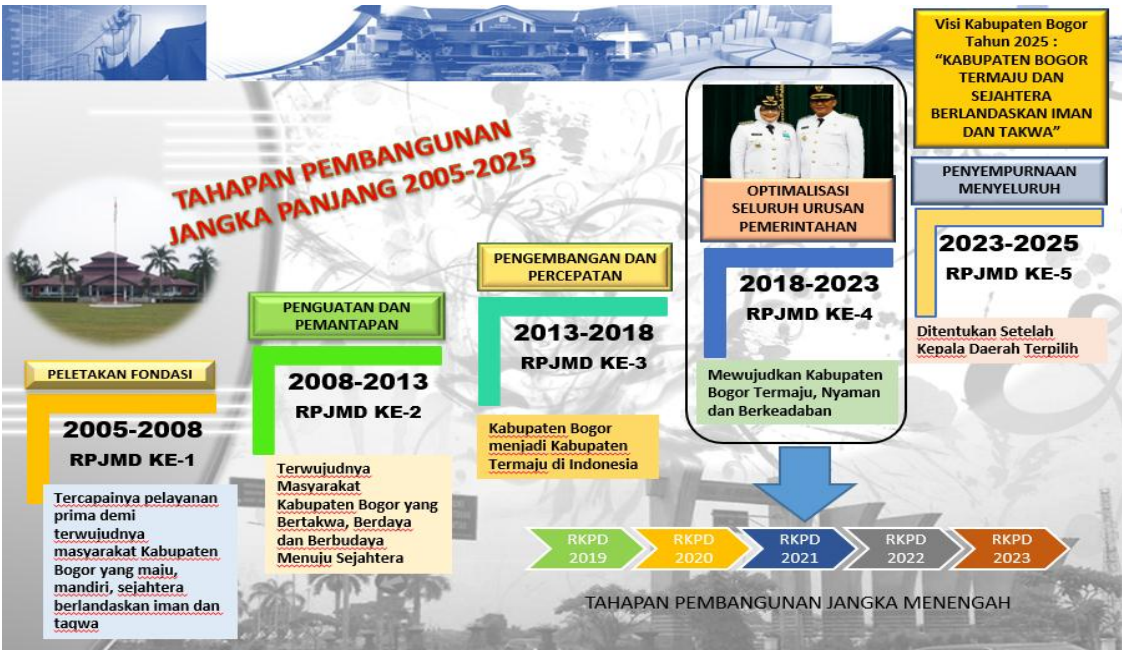 TAHAPAN PEMBANGUNAN
JANGKA PANJANG 2005-2025
PELETAKAN FONDASI
2005-2008
RPJMD KE-1
Tercapainya pelayanan
prima demi
terwujudnya
masyarakat Kabupaten
Bogor yang maju,
mandiri, sejahtera
berlandaskan iman dan
taqwa
PENGUATAN DAN
PEMANTAPAN
2008-2013
RPJMD KE-2
Terwujudnya
Masyarakat
Kabupaten Bogor yang
Bertakwa, Berdaya
dan Berbudaya
Menuju Sejahtera
PENGEMBANGAN DAN
PERCEPATAN
2013-2018
RPJMD KE-3
Kabupaten Bogor
menjadi Kabupaten
Termaju di Indonesia
OPTIMALISASI
SELURUH URUSAN
PEMERINTAHAN
2018-2023
RPJMD KE-4
Mewujudkan Kabupaten
Bogor Termaju, Nyaman
dan Berkeadaban
Visi Kabupaten Bogor
Tahun 2025 :
“KABUPATEN BOGOR
TERMAJU DAN
SEJAHTERA
BERLANDASKAN IMAN
DAN TAKWA”
PENYEMPURNAAN
MENYELURUH
2023-2025
RPJMD KE-5
Ditentukan Setelah
Kepala Daerah Terpilih
RKPD
2019
RKPD
2020
RKPD
2021
RKPD
2022
RKPD
2023
TAHAPAN PEMBANGUNAN JANGKA MENENGAH